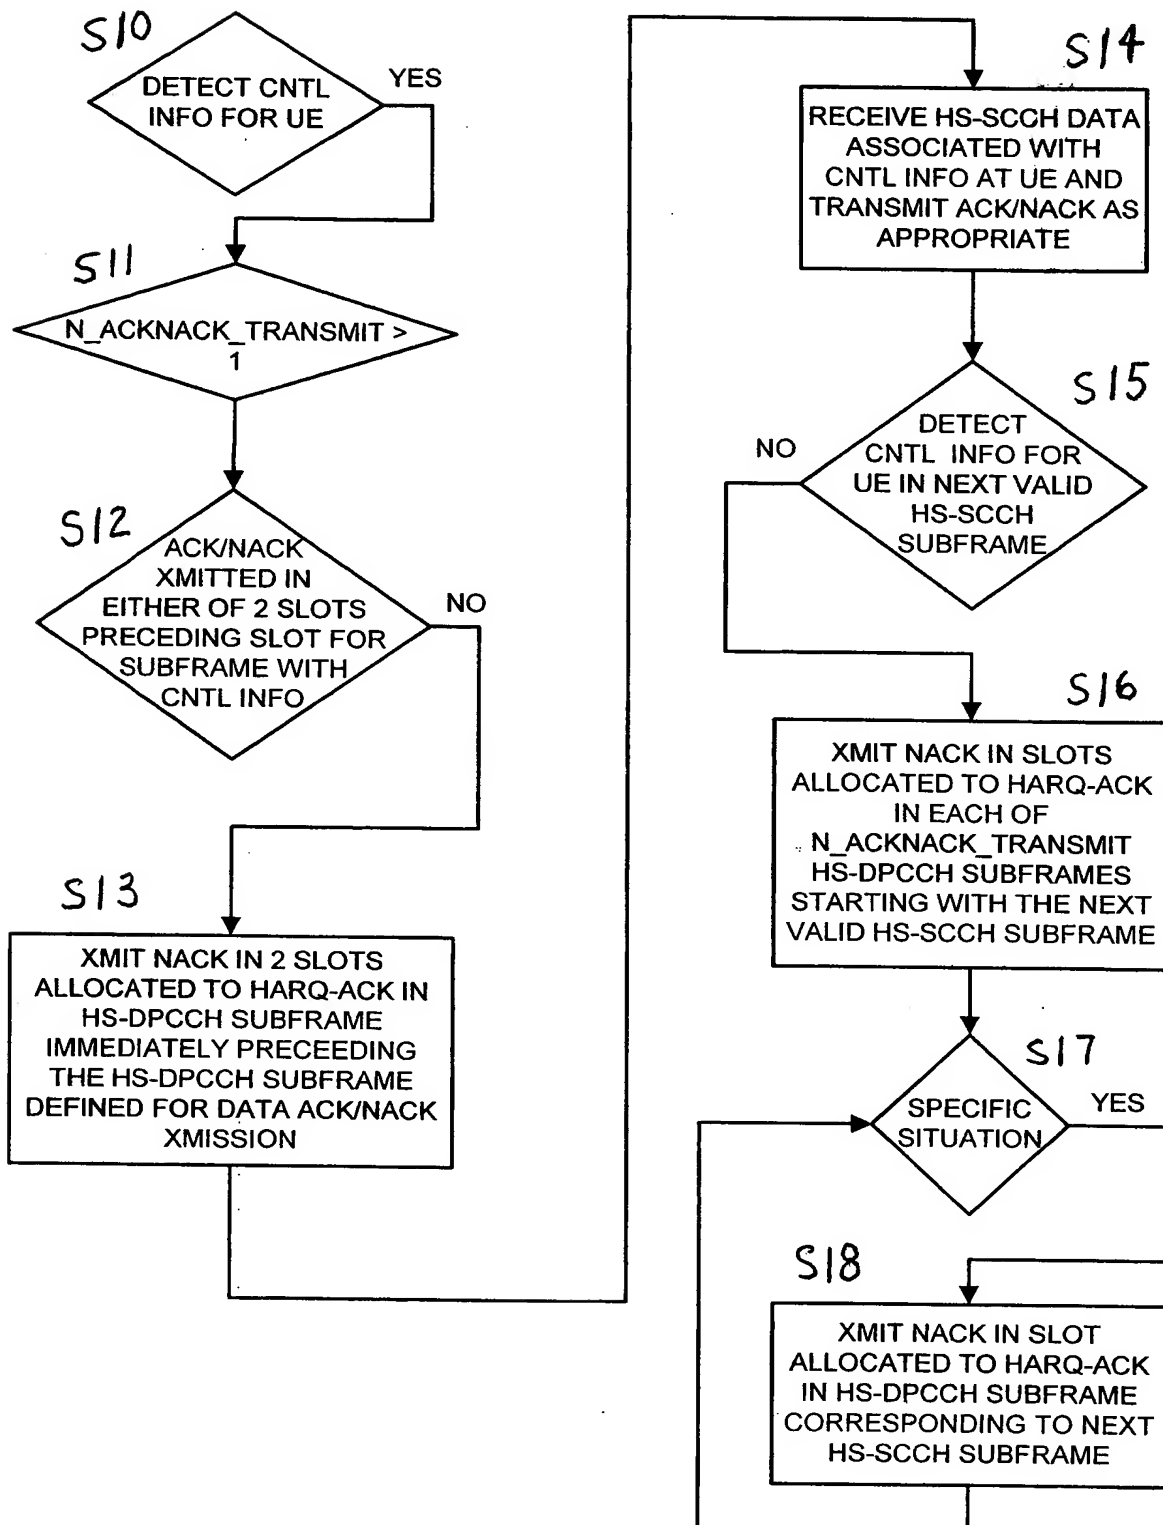 S10
DETECT CNTL
INFO FOR UE
YES
S11
N_ACKNACK_TRANSMIT >
1
S12
ACK/NACK
XMITTED IN
EITHER OF 2 SLOTS
PRECEDING SLOT FOR
SUBFRAME WITH
CNTL INFO
NO
S13
XMIT NACK IN 2 SLOTS
ALLOCATED TO HARQ-ACK IN
HS-DPCCH SUBFRAME
IMMEDIATELY PRECEEDING
THE HS-DPCCH SUBFRAME
DEFINED FOR DATA ACK/NACK
XMISSION
S14
RECEIVE HS-SCCH DATA
ASSOCIATED WITH
CNTL INFO AT UE AND
TRANSMIT ACK/NACK AS
APPROPRIATE
S15
DETECT
CNTL INFO FOR
UE IN NEXT VALID
HS-SCCH
SUBFRAME
NO
S16
XMIT NACK IN SLOTS
ALLOCATED TO HARQ-ACK
IN EACH OF
N_ACKNACK_TRANSMIT
HS-DPCCH SUBFRAMES
STARTING WITH THE NEXT
VALID HS-SCCH SUBFRAME
S17
SPECIFIC
SITUATION
YES
S18
XMIT NACK IN SLOT
ALLOCATED TO HARQ-ACK
IN HS-DPCCH SUBFRAME
CORRESPONDING TO NEXT
HS-SCCH SUBFRAME